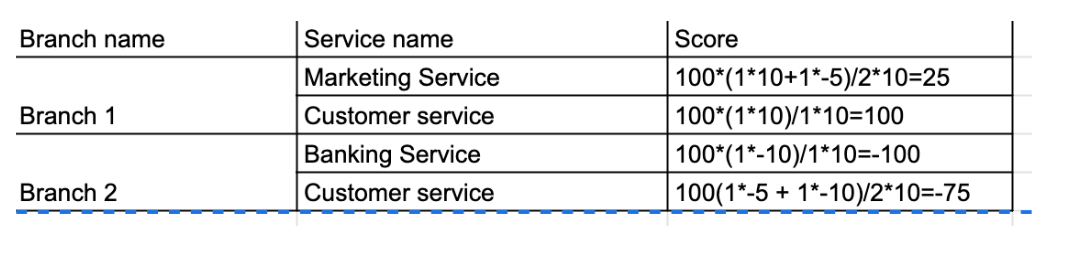 Branch name Service name Score
Marketing Service 100*(1*10+1*-5)/2*10=25
Branch 1 Customer service 100*(1*10)/1*10=100
Banking Service 100*(1*-10)/1*10=-100
Branch 2 Customer service 100(1*-5 + 1*-10)/2*10=-75